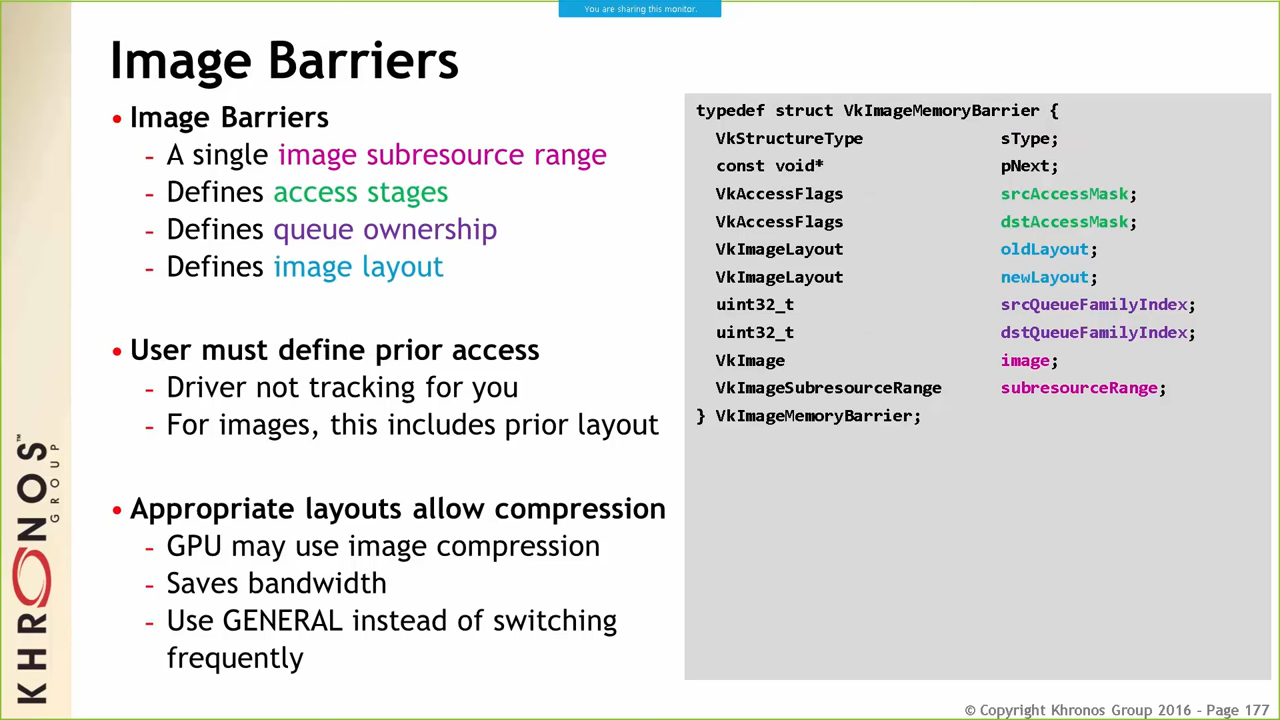 You are sharing this monitor.
Image Barriers
• Image Barriers
- A single image subresource range
- Defines access stages
- Defines queue ownership
- Defines image layout
• User must define prior access
- Driver not tracking for you
- For images, this includes prior layout
• Appropriate layouts allow compression
- GPU may use image compression
- Saves bandwidth
- Use GENERAL instead of switching
frequently
typedef struct VkImageMemoryBarrier {
VkStructureType sType;
const void* pNext;
VkAccessFlags srcAccessMask;
VkAccessFlags dstAccessMask;
VkImageLayout oldLayout;
VkImageLayout newLayout;
uint32_t srcQueueFamilyIndex;
uint32_t dstQueueFamilyIndex;
VkImage image;
VkImageSubresourceRange subresourceRange;
} VkImageMemoryBarrier;
KHRONOS™
GROUP
© Copyright Khronos Group 2016 - Page 177